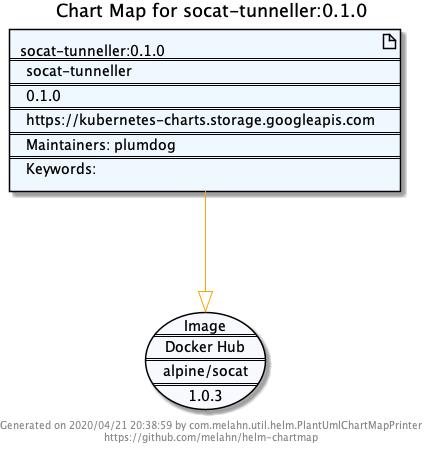 Chart Map for socat-tunneller:0.1.0
socat-tunneller:0.1.0
socat-tunneller
0.1.0
https://kubernetes-charts.storage.googleapis.com
Maintainers: plumdog
Keywords:
Image
Docker Hub
alpine/socat
1.0.3
Generated on 2020/04/21 20:38:59 by com.melahn.util.helm.PlantUmlChartMapPrinter
https://github.com/melahn/helm-chartmap